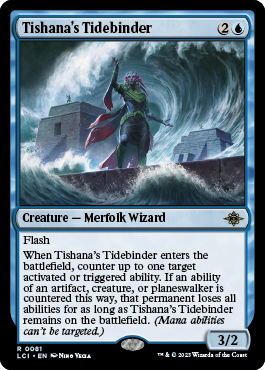 Tishana's Tidebinder 2
Creature — Merfolk Wizard
Flash
When Tishana's Tidebinder enters the
battlefield, counter up to one target
activated or triggered ability. If an ability
of an artifact, creature, or planeswalker is
countered this way, that permanent loses all
abilities for as long as Tishana's Tidebinder
remains on the battlefield. (Mana abilities
can't be targeted.)
3/2
R 0081
LCI • EN Nino Vecia
™ & © 2023 Wizards of the Coast